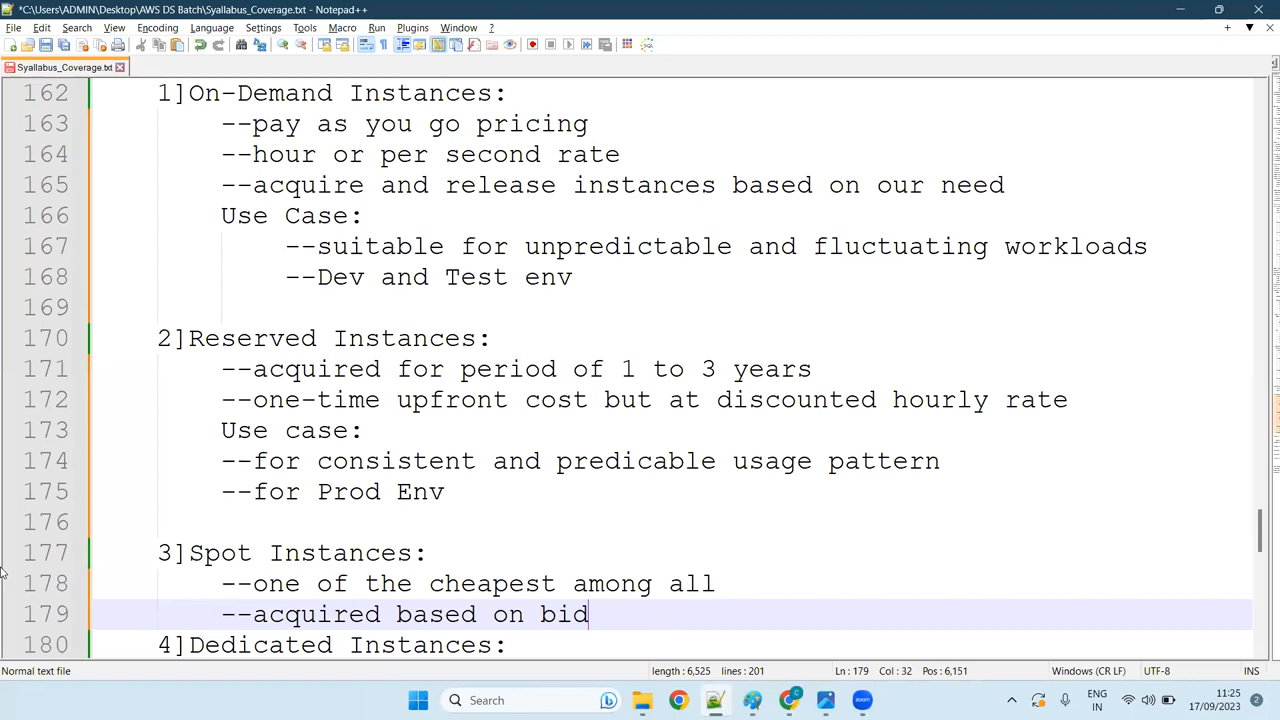 *C:\Users\ADMIN\Desktop\AWS DS Batch\Syallabus_Coverage.txt - Notepad++
File Edit Search View Encoding Language Settings Tools Macro Run Plugins Window ?
Syallabus_Coverage.txt
162 1]On-Demand Instances:
163 --pay as you go pricing
164 --hour or per second rate
165 --acquire and release instances based on our need
166 Use Case:
167 --suitable for unpredictable and fluctuating workloads
168 --Dev and Test env
169
170 2]Reserved Instances:
171 --acquired for period of 1 to 3 years
172 --one-time upfront cost but at discounted hourly rate
173 Use case:
174 --for consistent and predicable usage pattern
175 --for Prod Env
176
177 3]Spot Instances:
178 --one of the cheapest among all
179 --acquired based on bid
180 4]Dedicated Instances:
Normal text file length : 6,525 lines : 201 Ln : 179 Col : 32 Pos : 6,151 Windows (CR LF) UTF-8 INS
Search ENG IN 11:25 17/09/2023 2